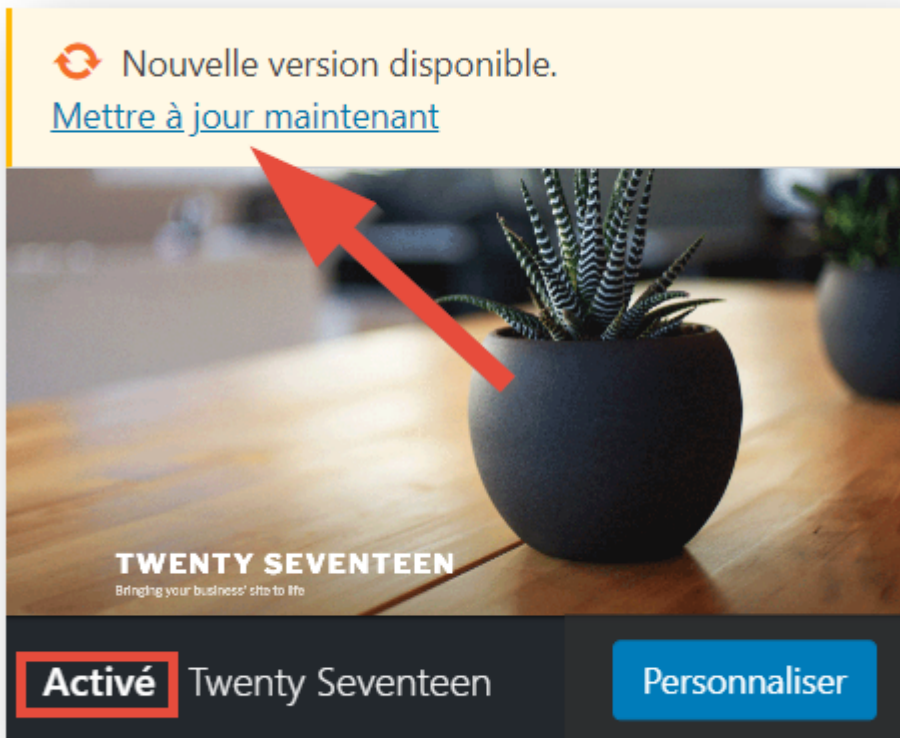 Nouvelle version disponible.
Mettre à jour maintenant
TWENTY SEVENTEEN
Bringing your business' site to life
Activé Twenty Seventeen
Personnaliser